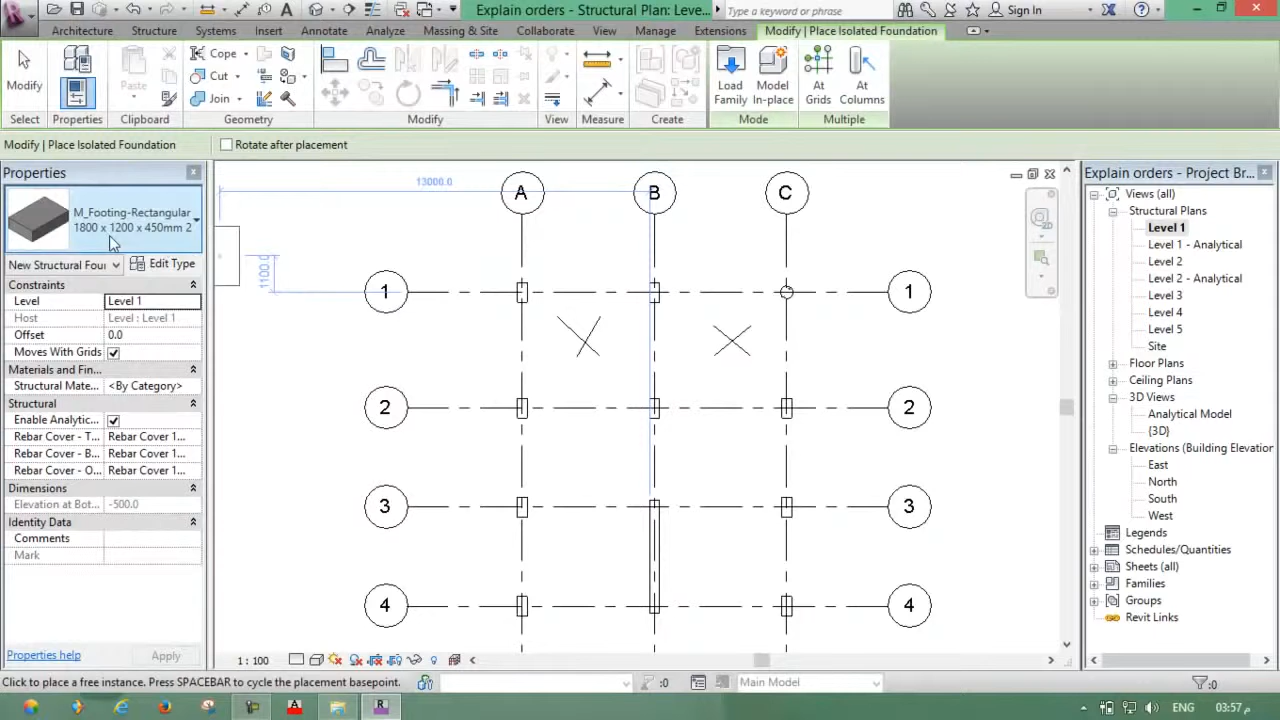 Explain orders - Structural Plan: Leve...
Type a keyword or phrase
Sign In
Architecture Structure Systems Insert Annotate Analyze Massing & Site Collaborate View Manage Extensions Modify | Place Isolated Foundation
Modify
Paste
Cope
Cut
Join
Load Family
Model In-place
At Grids
At Columns
Select Properties Clipboard Geometry Modify View Measure Create Mode Multiple
Modify | Place Isolated Foundation
Rotate after placement
Properties
M_Footing-Rectangular
1800 x 1200 x 450mm 2
New Structural Four
Edit Type
Constraints
Level Level 1
Host Level : Level 1
Offset 0.0
Moves With Grids
Materials and Fin...
Structural Mate... <By Category>
Structural
Enable Analytic...
Rebar Cover - T... Rebar Cover 1...
Rebar Cover - B... Rebar Cover 1...
Rebar Cover - O... Rebar Cover 1...
Dimensions
Elevation at Bot... -500.0
Identity Data
Comments
Mark
Properties help
Apply
13000.0
1100.0
A B C
1 1
2 2
3 3
4 4
1 : 100
Explain orders - Project Br...
Views (all)
Structural Plans
Level 1
Level 1 - Analytical
Level 2
Level 2 - Analytical
Level 3
Level 4
Level 5
Site
Floor Plans
Ceiling Plans
3D Views
Analytical Model
{3D}
Elevations (Building Elevation
East
North
South
West
Legends
Schedules/Quantities
Sheets (all)
Families
Groups
Revit Links
Click to place a free instance. Press SPACEBAR to cycle the placement basepoint.
:0
Main Model
:0
ENG
03:57 م